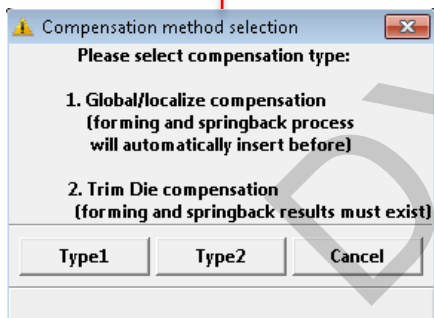 Compensation method selection
Please select compensation type:
1. Global/localize compensation
(forming and springback process
will automatically insert before)
2. Trim Die compensation
(forming and springback results must exist)
Type1 Type2 Cancel